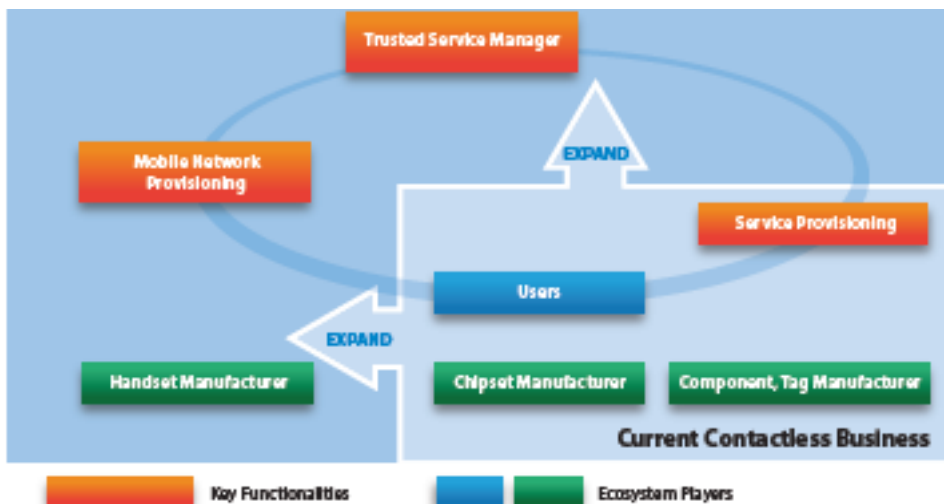 Trusted Service Manager
EXPAND
Mobile Network
Provisioning
Service Provisioning
Users
EXPAND
Handset Manufacturer
Chipset Manufacturer
Component, Tag Manufacturer
Current Contactless Business
Key Functionalities
Ecosystem Players